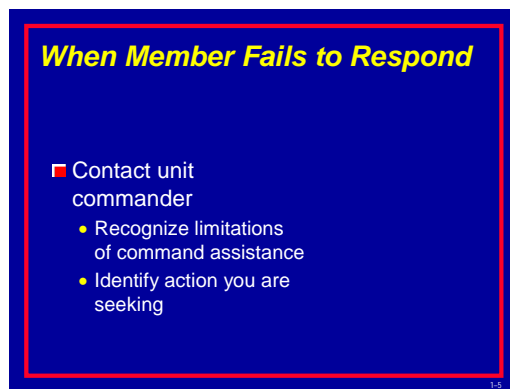 When Member Fails to Respond
Contact unit
commander
• Recognize limitations
of command assistance
• Identify action you are
seeking
1-5